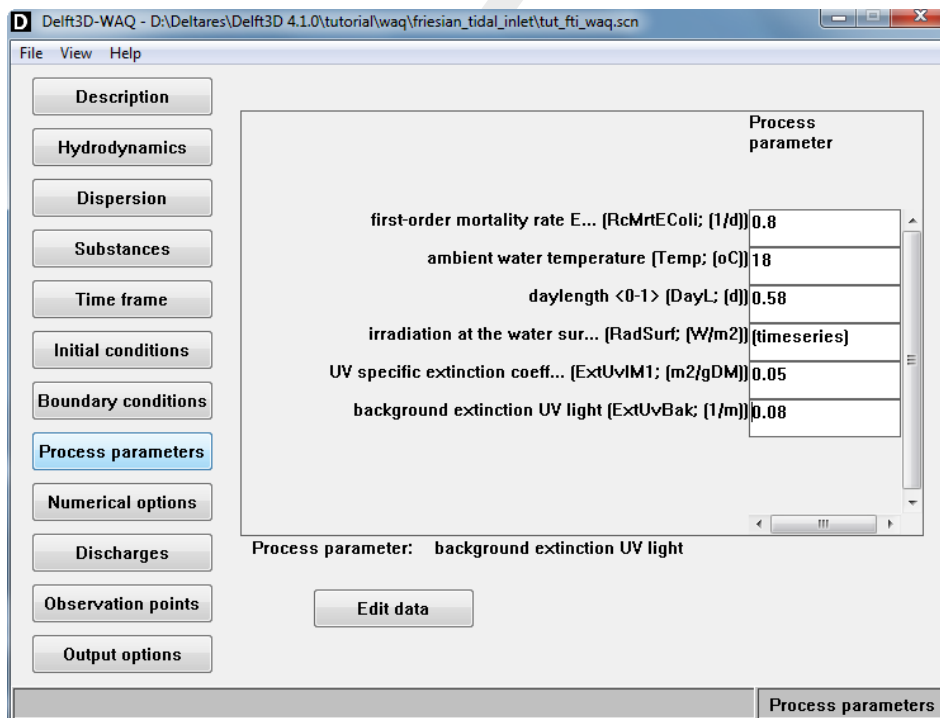 D Delft3D-WAQ - D:\Deltares\Delft3D 4.1.0\tutorial\waq\friesian_tidal_inlet\tut_fti_waq.scn
File View Help
Description
Hydrodynamics
Dispersion
Substances
Time frame
Initial conditions
Boundary conditions
Process parameters
Numerical options
Discharges
Observation points
Output options
Process
parameter
first-order mortality rate E... (RcMrtEColi; (1/d)) 0.8
ambient water temperature (Temp; (oC)) 18
daylength <0-1> (DayL; (d)) 0.58
irradiation at the water sur... (RadSurf; (W/m2)) (timeseries)
UV specific extinction coeff... (ExtUvIM1; (m2/gDM)) 0.05
background extinction UV light (ExtUvBak; (1/m)) 0.08
Process parameter: background extinction UV light
Edit data
Process parameters